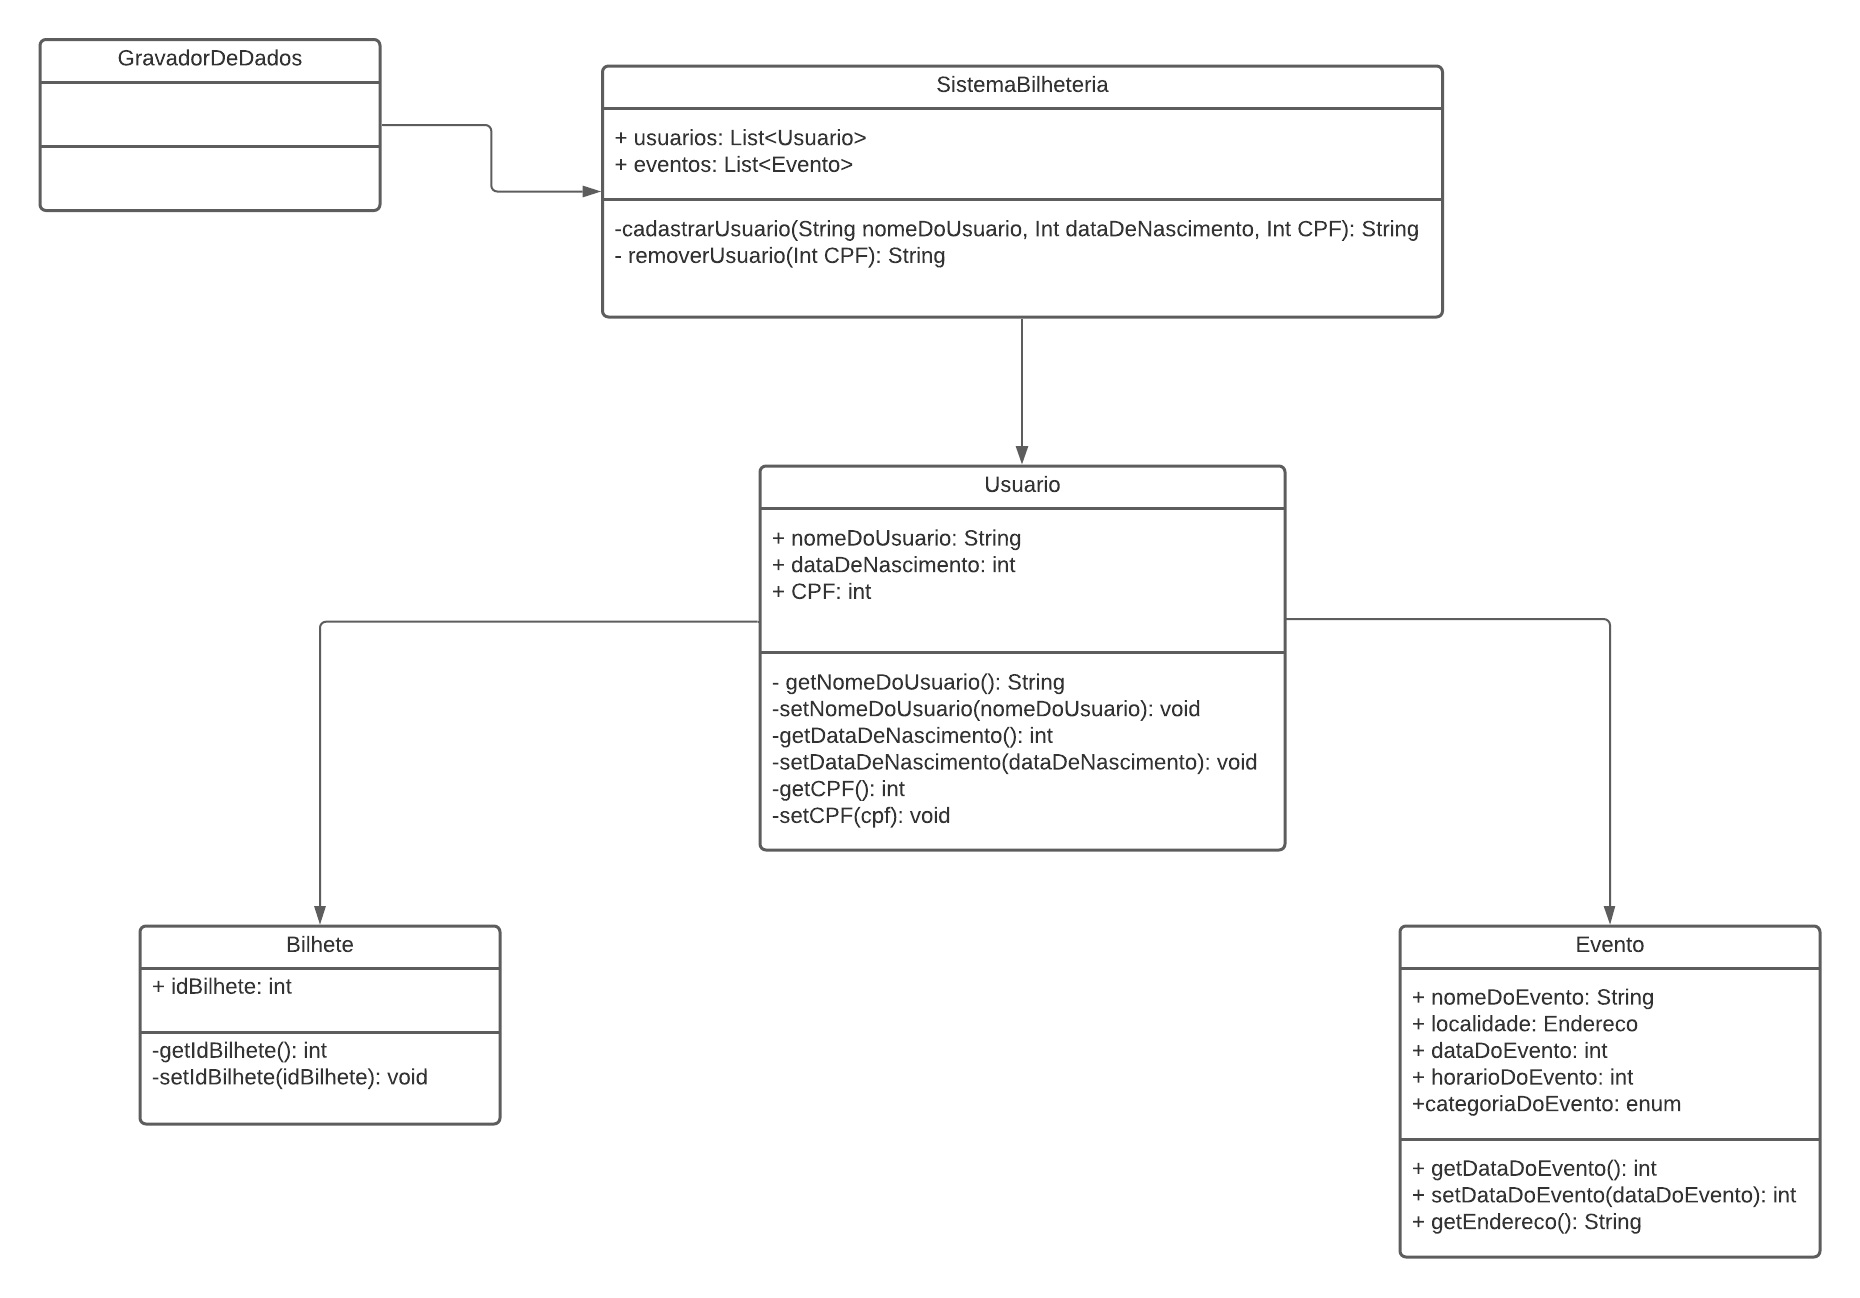 GravadorDeDados
SistemaBilheteria
+ usuarios: List<Usuario>
+ eventos: List<Evento>
-cadastrarUsuario(String nomeDoUsuario, Int dataDeNascimento, Int CPF): String
- removerUsuario(Int CPF): String
Usuario
+ nomeDoUsuario: String
+ dataDeNascimento: int
+ CPF: int
- getNomeDoUsuario(): String
-setNomeDoUsuario(nomeDoUsuario): void
-getDataDeNascimento(): int
-setDataDeNascimento(dataDeNascimento): void
-getCPF(): int
-setCPF(cpf): void
Bilhete
+ idBilhete: int
-getIdBilhete(): int
-setIdBilhete(idBilhete): void
Evento
+ nomeDoEvento: String
+ localidade: Endereco
+ dataDoEvento: int
+ horarioDoEvento: int
+categoriaDoEvento: enum
+ getDataDoEvento(): int
+ setDataDoEvento(dataDoEvento): int
+ getEndereco(): String